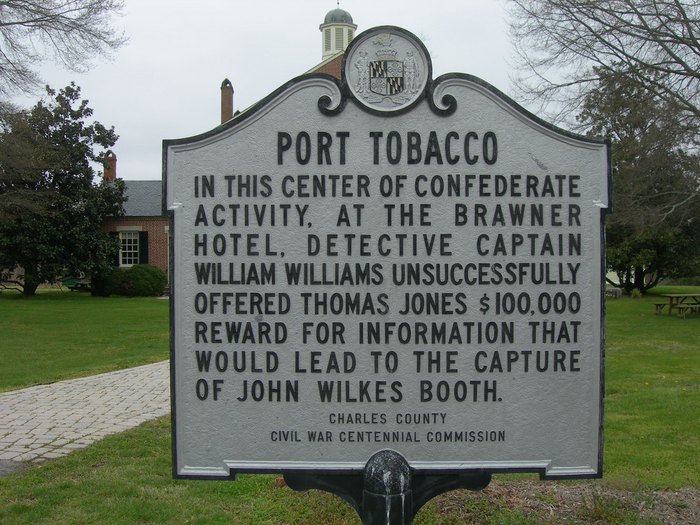 PORT TOBACCO
IN THIS CENTER OF CONFEDERATE
ACTIVITY, AT THE BRAWNER
HOTEL, DETECTIVE CAPTAIN
WILLIAM WILLIAMS UNSUCCESSFULLY
OFFERED THOMAS JONES $100,000
REWARD FOR INFORMATION THAT
WOULD LEAD TO THE CAPTURE
OF JOHN WILKES BOOTH.
CHARLES COUNTY
CIVIL WAR CENTENNIAL COMMISSION